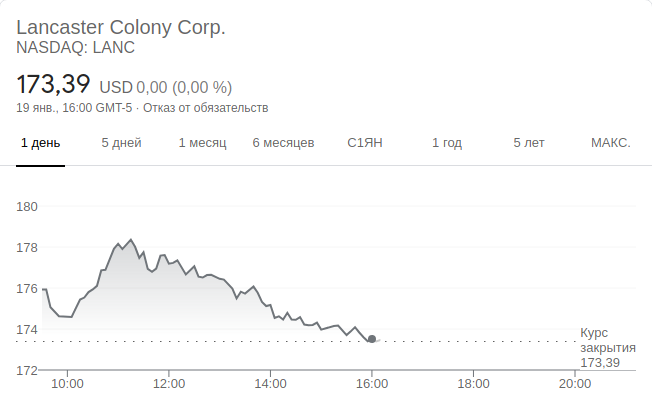 Lancaster Colony Corp.
NASDAQ: LANC
173,39 USD 0,00 (0,00 %)
19 янв., 16:00 GMT-5 · Отказ от обязательств
1 день 5 дней 1 месяц 6 месяцев С1ЯН 1 год 5 лет МАКС.
180
178
176
174
Курс
закрытия
173,39
172
10:00 12:00 14:00 16:00 18:00 20:00